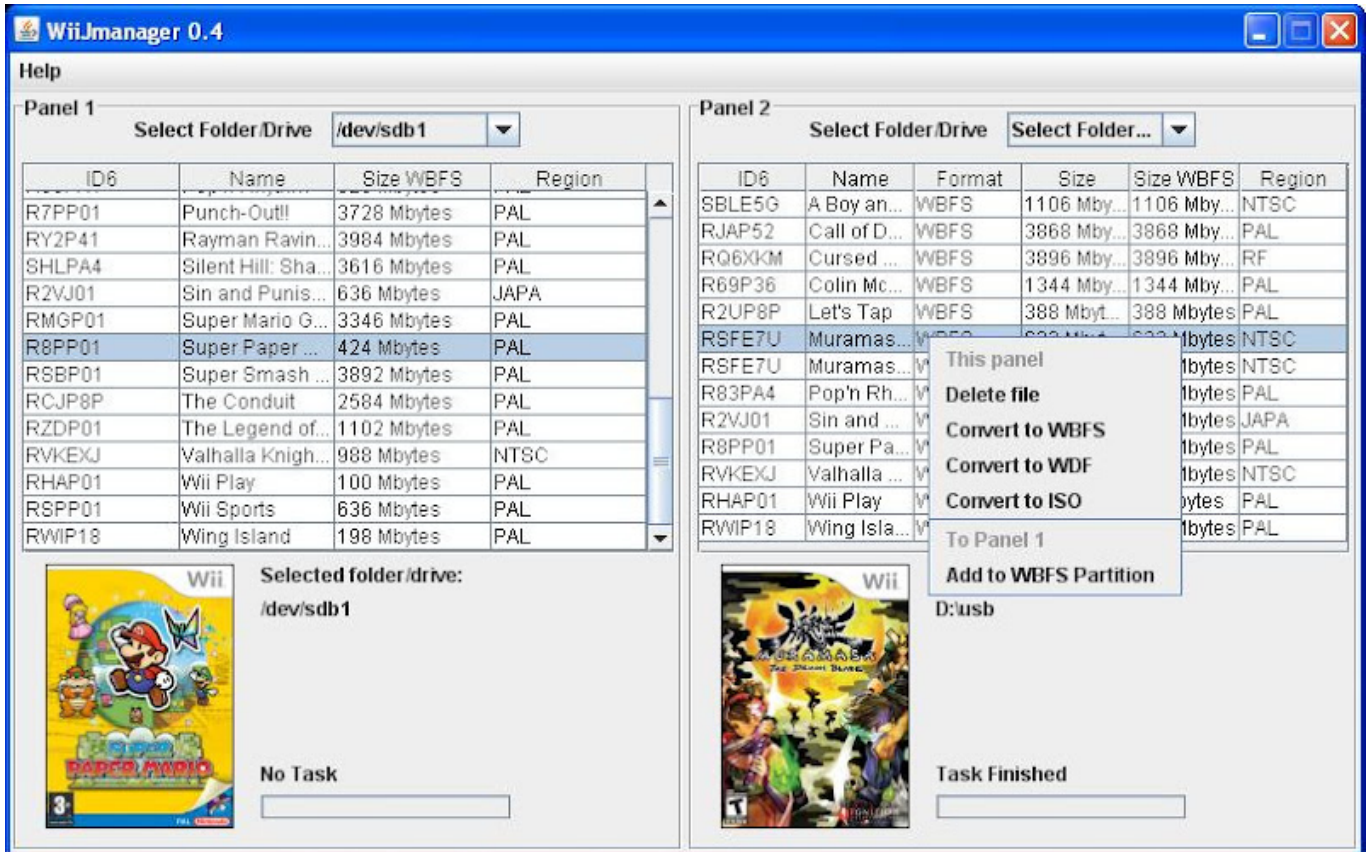 WiiJmanager 0.4
Help
Panel 1
Select Folder/Drive /dev/sdb1
ID6 Name Size WBFS Region
R7PP01 Punch-Out!! 3728 Mbytes PAL
RY2P41 Rayman Ravin... 3984 Mbytes PAL
SHLPA4 Silent Hill: Sha... 3616 Mbytes PAL
R2VJ01 Sin and Punis... 636 Mbytes JAPA
RMGP01 Super Mario G... 3346 Mbytes PAL
R8PP01 Super Paper ... 424 Mbytes PAL
RSBP01 Super Smash ... 3892 Mbytes PAL
RCJP8P The Conduit 2584 Mbytes PAL
RZDP01 The Legend of... 1102 Mbytes PAL
RVKEXJ Valhalla Knigh... 988 Mbytes NTSC
RHAP01 Wii Play 100 Mbytes PAL
RSPP01 Wii Sports 636 Mbytes PAL
RWIP18 Wing Island 198 Mbytes PAL
Wii
SUPER
PAPER MARIO
3
PAL Nintendo
Selected folder/drive:
/dev/sdb1
No Task
Panel 2
Select Folder/Drive Select Folder...
ID6 Name Format Size Size WBFS Region
SBLE5G A Boy an... WBFS 1106 Mby... 1106 Mby... NTSC
RJAP52 Call of D... WBFS 3868 Mby... 3868 Mby... PAL
RQ6XKM Cursed ... WBFS 3896 Mby... 3896 Mby... RF
R69P36 Colin Mc... WBFS 1344 Mby... 1344 Mby... PAL
R2UP8P Let's Tap WBFS 388 Mbyt... 388 Mbytes PAL
RSFE7U Muramas... NTSC
RSFE7U Muramas... NTSC
R83PA4 Pop'n Rh... PAL
R2VJ01 Sin and ... JAPA
R8PP01 Super Pa... PAL
RVKEXJ Valhalla ... NTSC
RHAP01 Wii Play PAL
RWIP18 Wing Isla... PAL
This panel
Delete file
Convert to WBFS
Convert to WDF
Convert to ISO
To Panel 1
Add to WBFS Partition
Wii
MURAMASA
THE DEMON BLADE
T
D:\usb
Task Finished